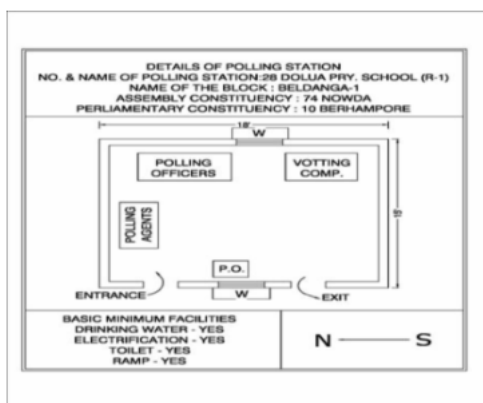 DETAILS OF POLLING STATION
NO. & NAME OF POLLING STATION:28 DOLUA PRY. SCHOOL (R-1)
NAME OF THE BLOCK : BELDANGA-1
ASSEMBLY CONSTITUENCY : 74 NOWDA
PERLIAMENTARY CONSTITUENCY : 10 BERHAMPORE
18'
W
POLLING
OFFICERS
VOTTING
COMP.
POLLING
AGENTS
15'
P.O.
W
ENTRANCE
EXIT
BASIC MINIMUM FACILITIES
DRINKING WATER - YES
ELECTRIFICATION - YES
TOILET - YES
RAMP - YES
N S